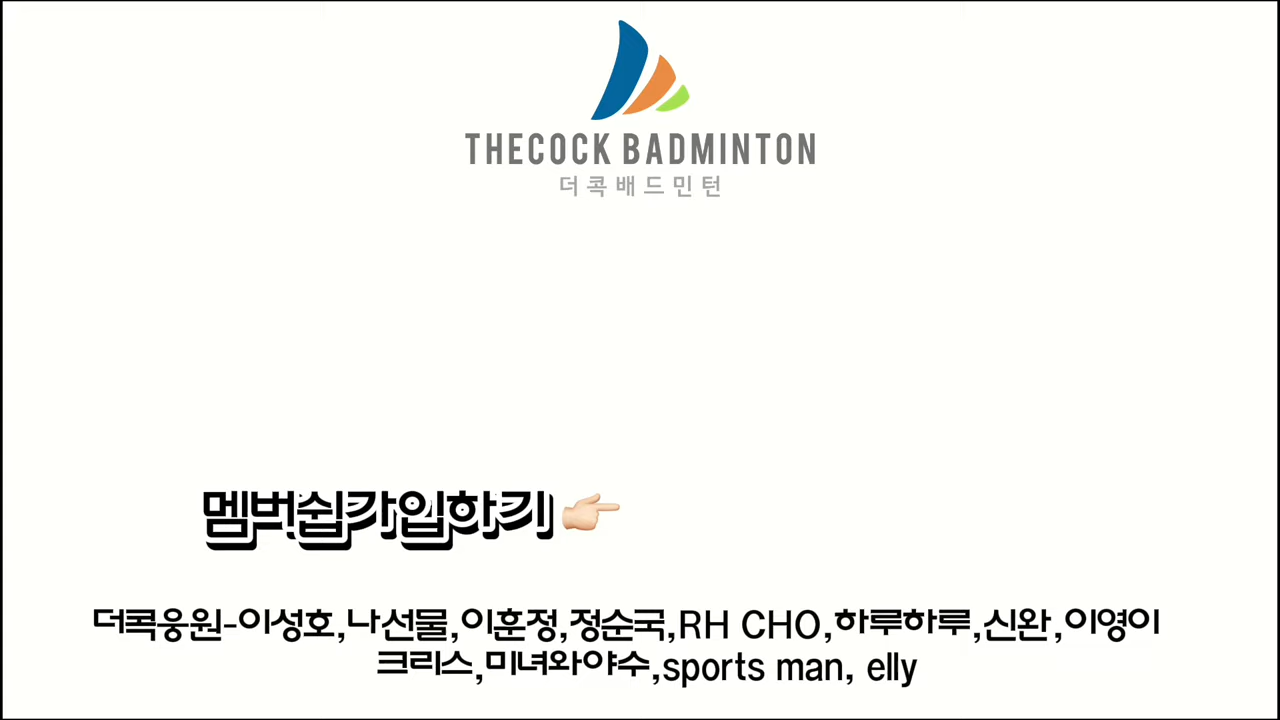 THECOCK BADMINTON
더콕배드민턴
멤버쉽가입하기👉🏻
더콕응원-이성호,나선물,이훈정,정순국,RH CHO,하루하루,신완,이영이
크리스,미녀와야수,sports man, elly